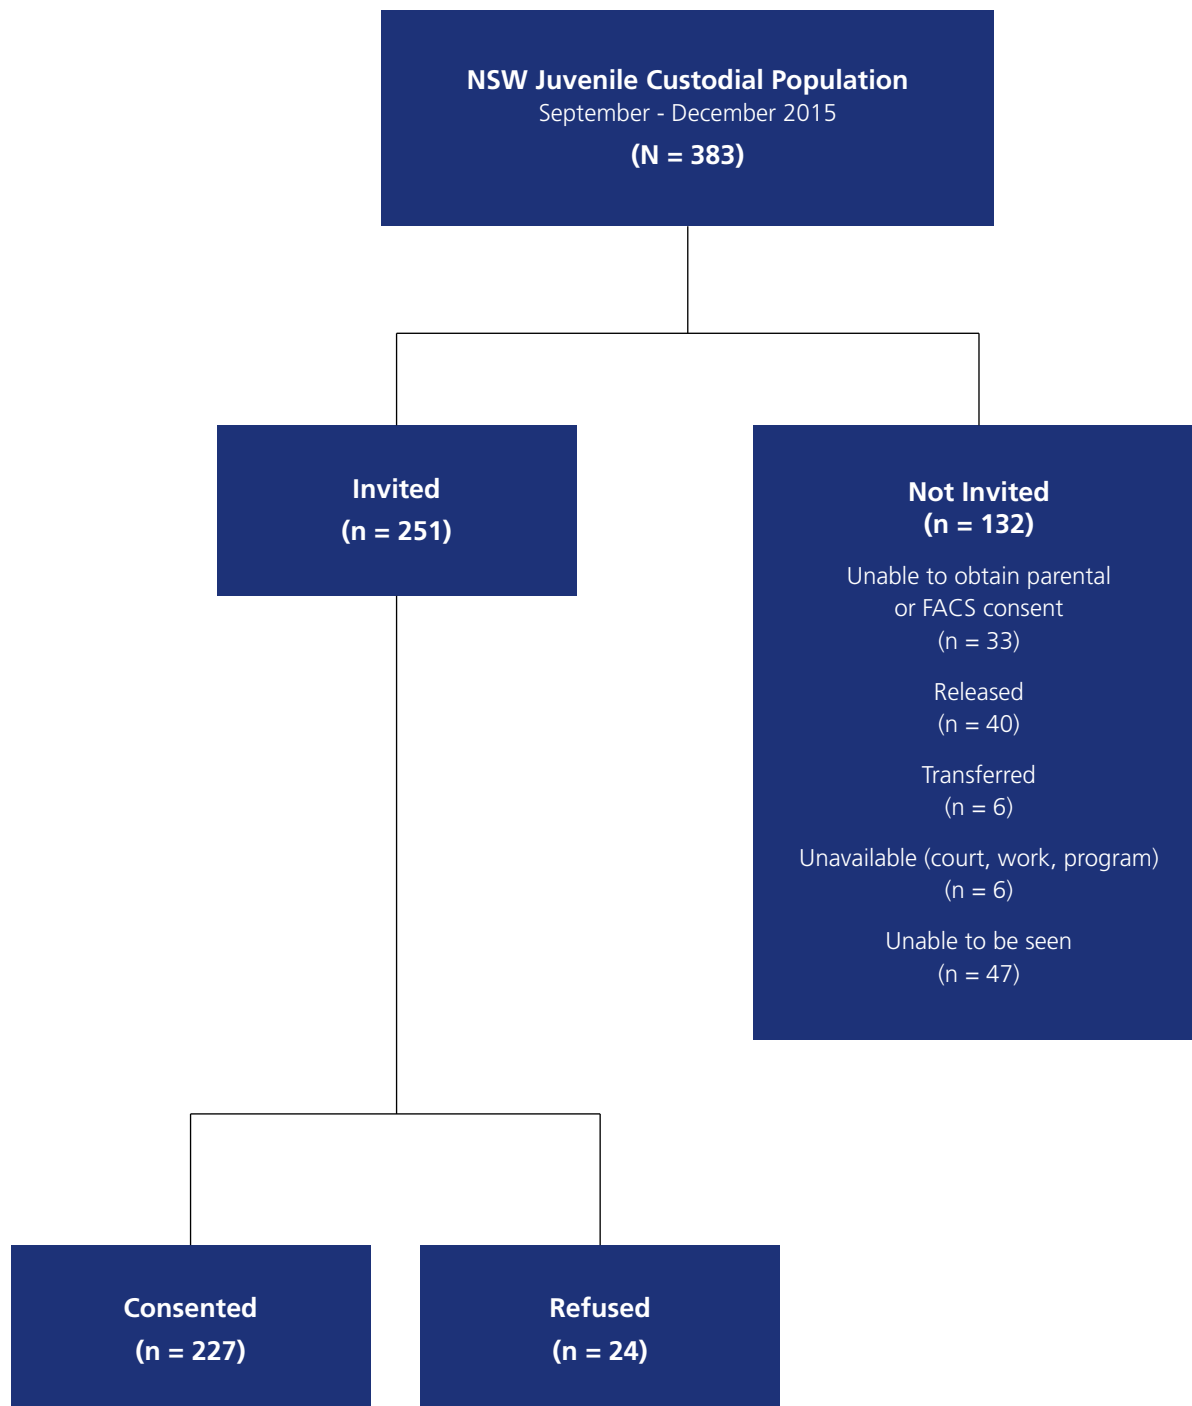 NSW Juvenile Custodial Population
September - December 2015
(N = 383)
Invited
(n = 251)
Not Invited
(n = 132)
Unable to obtain parental
or FACS consent
(n = 33)
Released
(n = 40)
Transferred
(n = 6)
Unavailable (court, work, program)
(n = 6)
Unable to be seen
(n = 47)
Consented
(n = 227)
Refused
(n = 24)